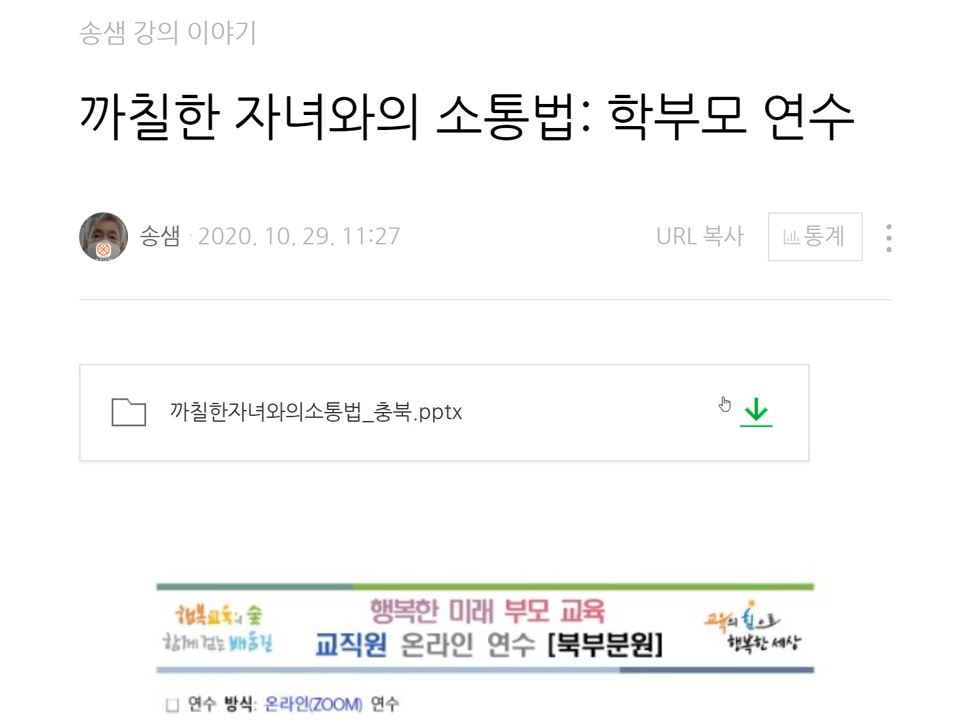 송샘 강의 이야기
까칠한 자녀와의 소통법: 학부모 연수
송샘 · 2020. 10. 29. 11:27
URL 복사
통계
까칠한자녀와의소통법_충북.pptx
행복교육의 숲
함께 걷는 배움길
행복한 미래 부모 교육
교직원 온라인 연수 [북부분원]
교육의 힘으로
행복한 세상
□ 연수 방식: 온라인(ZOOM) 연수